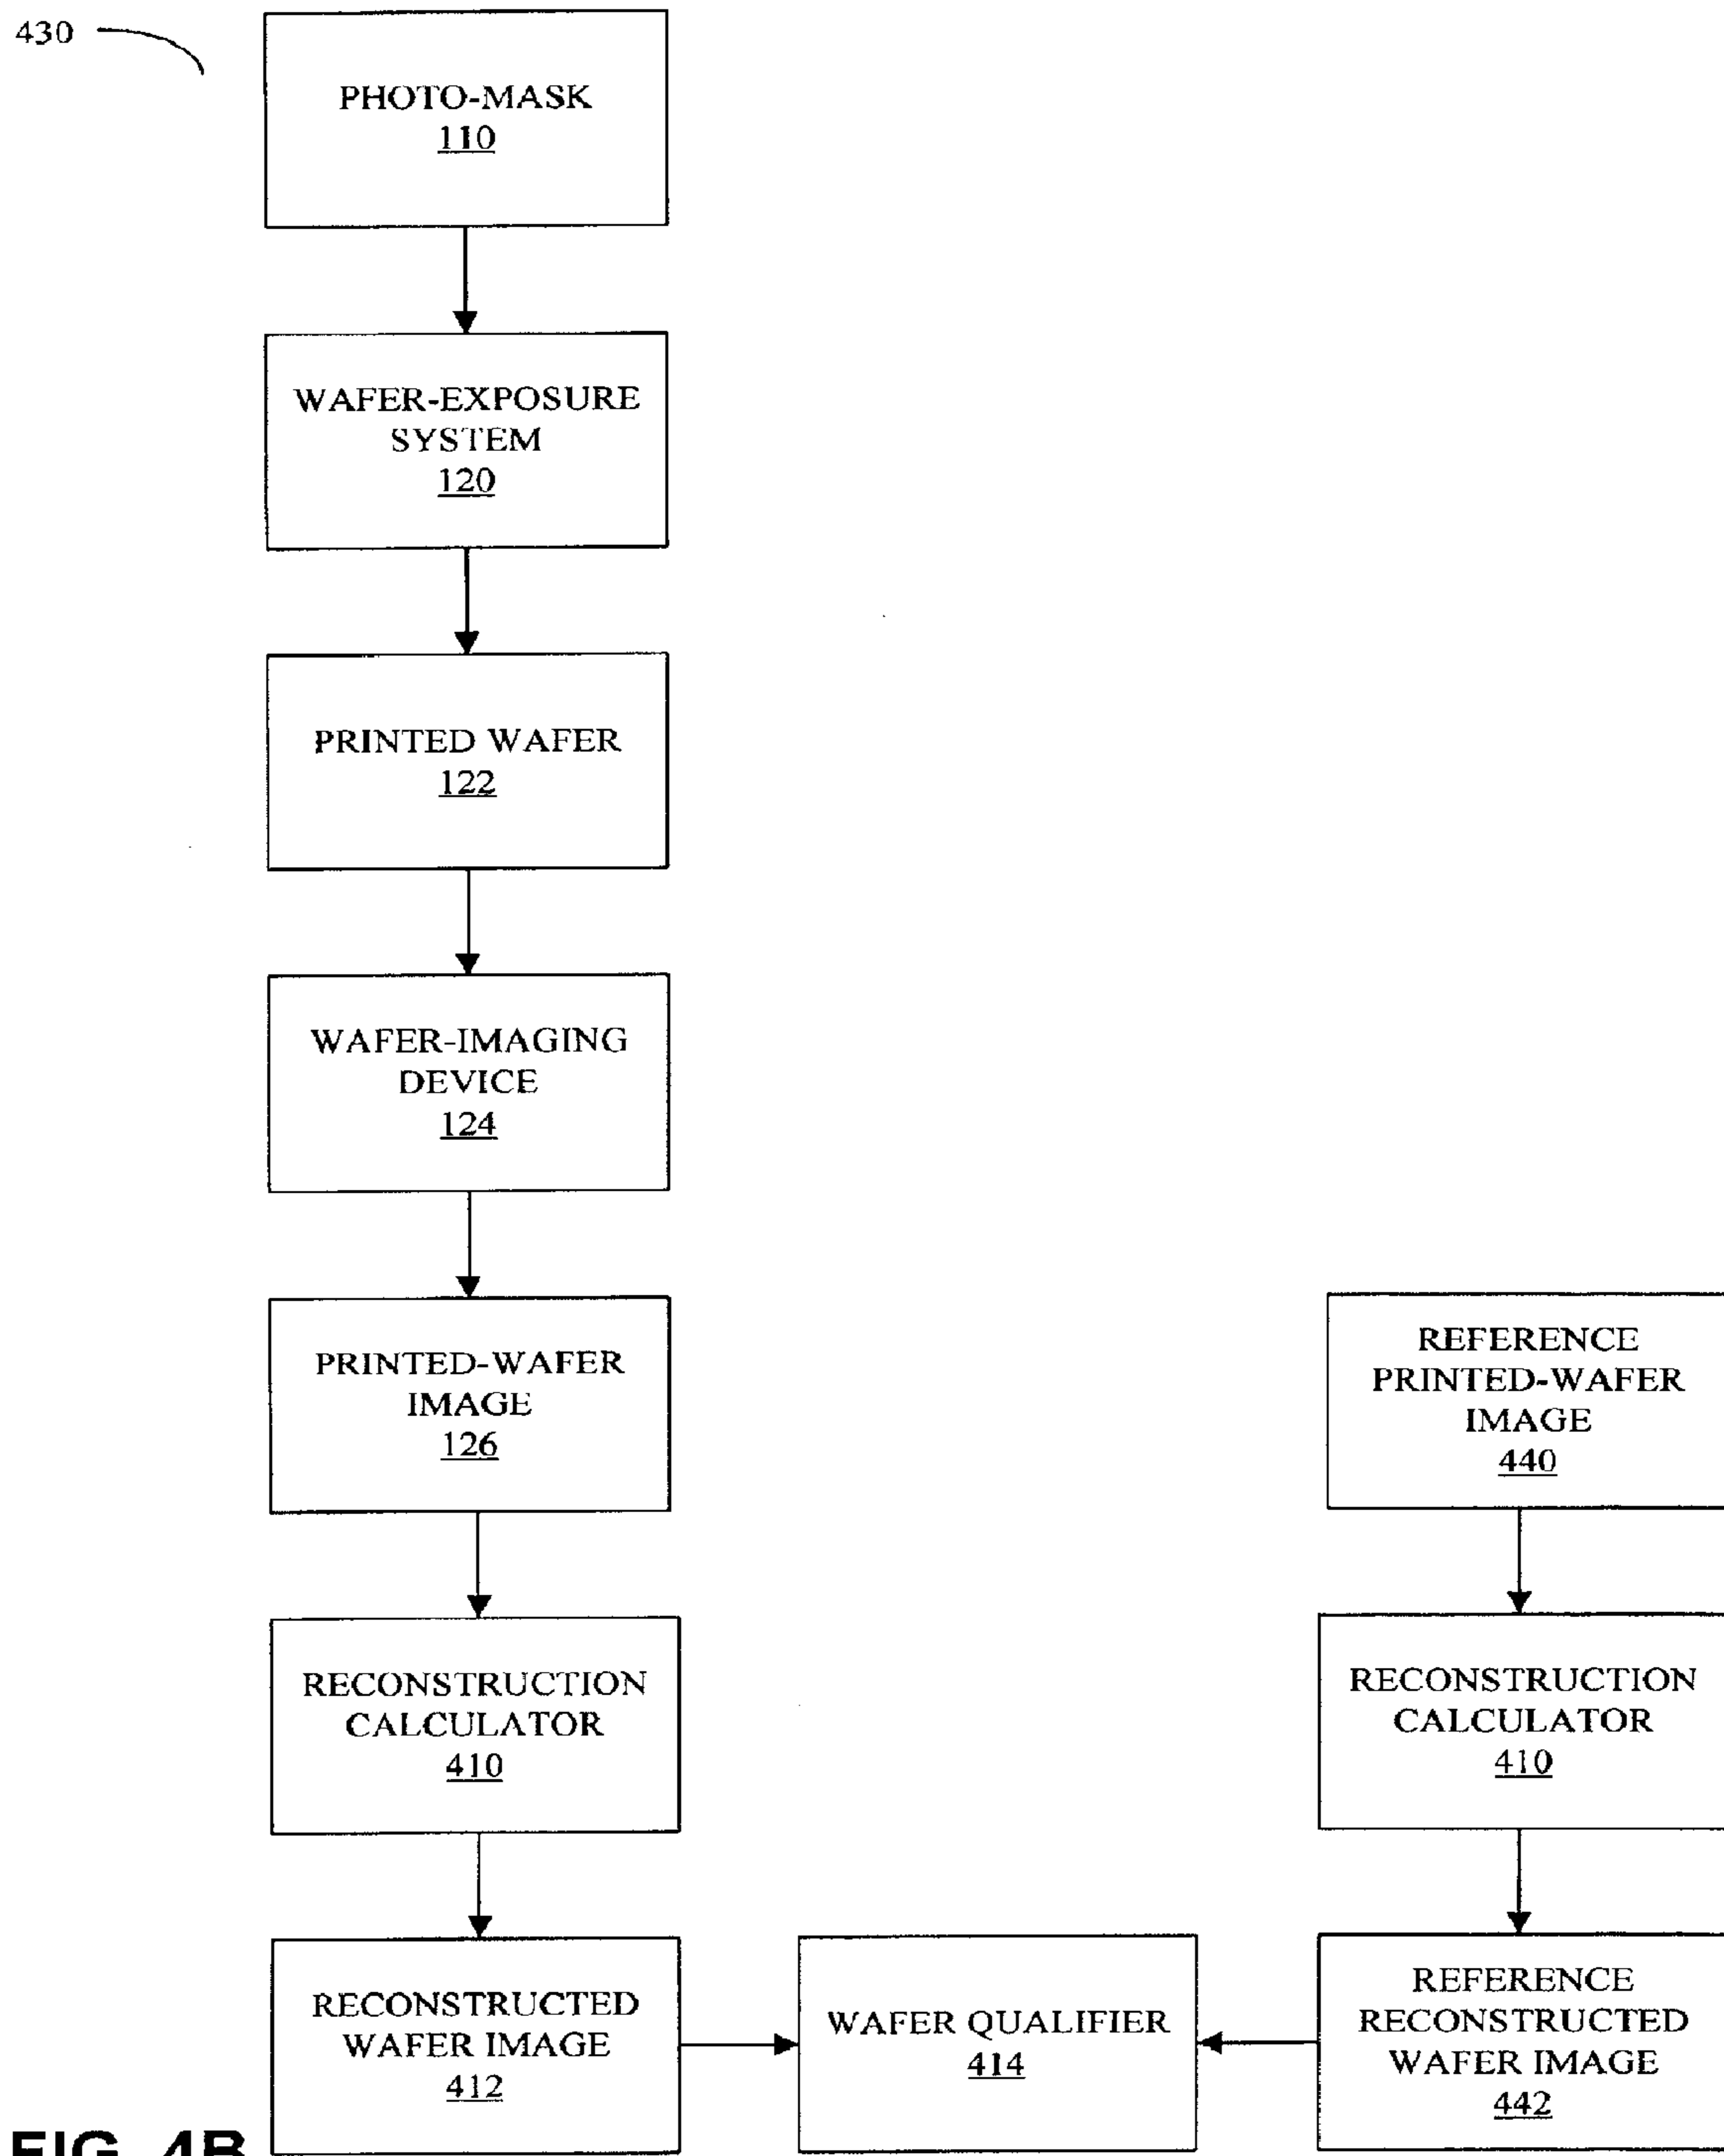 430
PHOTO-MASK
110
WAFER-EXPOSURE
SYSTEM
120
PRINTED WAFER
122
WAFER-IMAGING
DEVICE
124
PRINTED-WAFER
IMAGE
126
REFERENCE
PRINTED-WAFER
IMAGE
440
RECONSTRUCTION
CALCULATOR
410
RECONSTRUCTION
CALCULATOR
410
RECONSTRUCTED
WAFER IMAGE
412
WAFER QUALIFIER
414
REFERENCE
RECONSTRUCTED
WAFER IMAGE
442
FIG. 4B